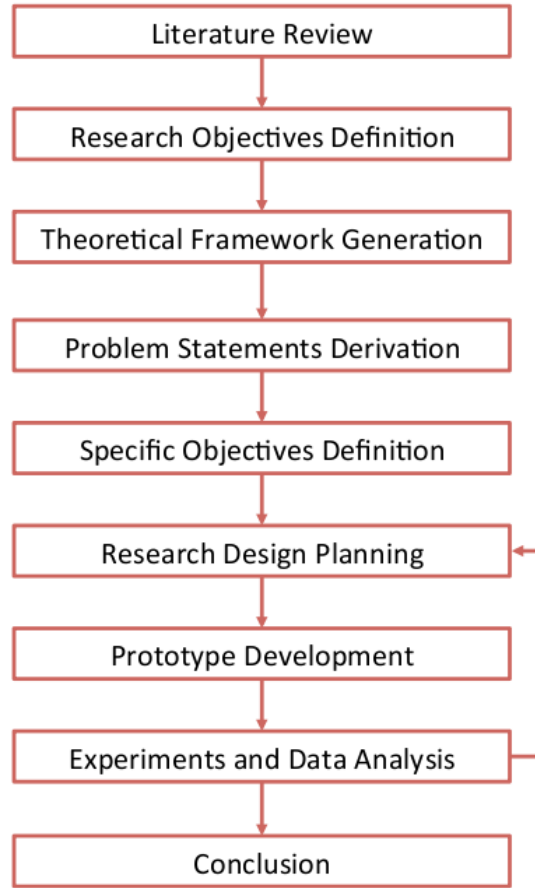 Literature Review
Research Objectives Definition
Theoretical Framework Generation
Problem Statements Derivation
Specific Objectives Definition
Research Design Planning
Prototype Development
Experiments and Data Analysis
Conclusion